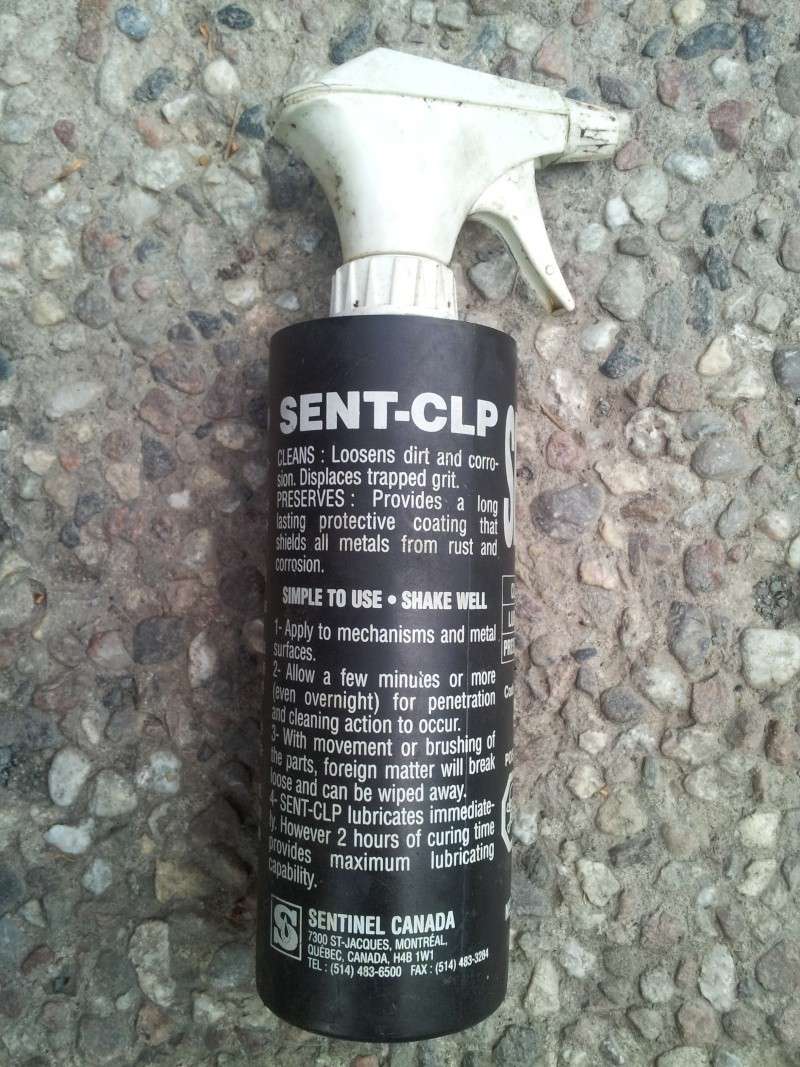 SENT-CLP
CLEANS : Loosens dirt and corro-
sion. Displaces trapped grit.
PRESERVES : Provides a long
lasting protective coating that
shields all metals from rust and
corrosion.
SIMPLE TO USE • SHAKE WELL
1- Apply to mechanisms and metal
surfaces.
2- Allow a few minutes or more
(even overnight) for penetration
and cleaning action to occur.
3- With movement or brushing of
the parts, foreign matter will break
loose and can be wiped away.
4- SENT-CLP lubricates immediate-
ly. However 2 hours of curing time
provides maximum lubricating
capability.
S
SENTINEL CANADA
7300 ST-JACQUES, MONTRÉAL,
QUÉBEC, CANADA, H4B 1W1
TEL : (514) 483-6500 FAX : (514) 483-3284